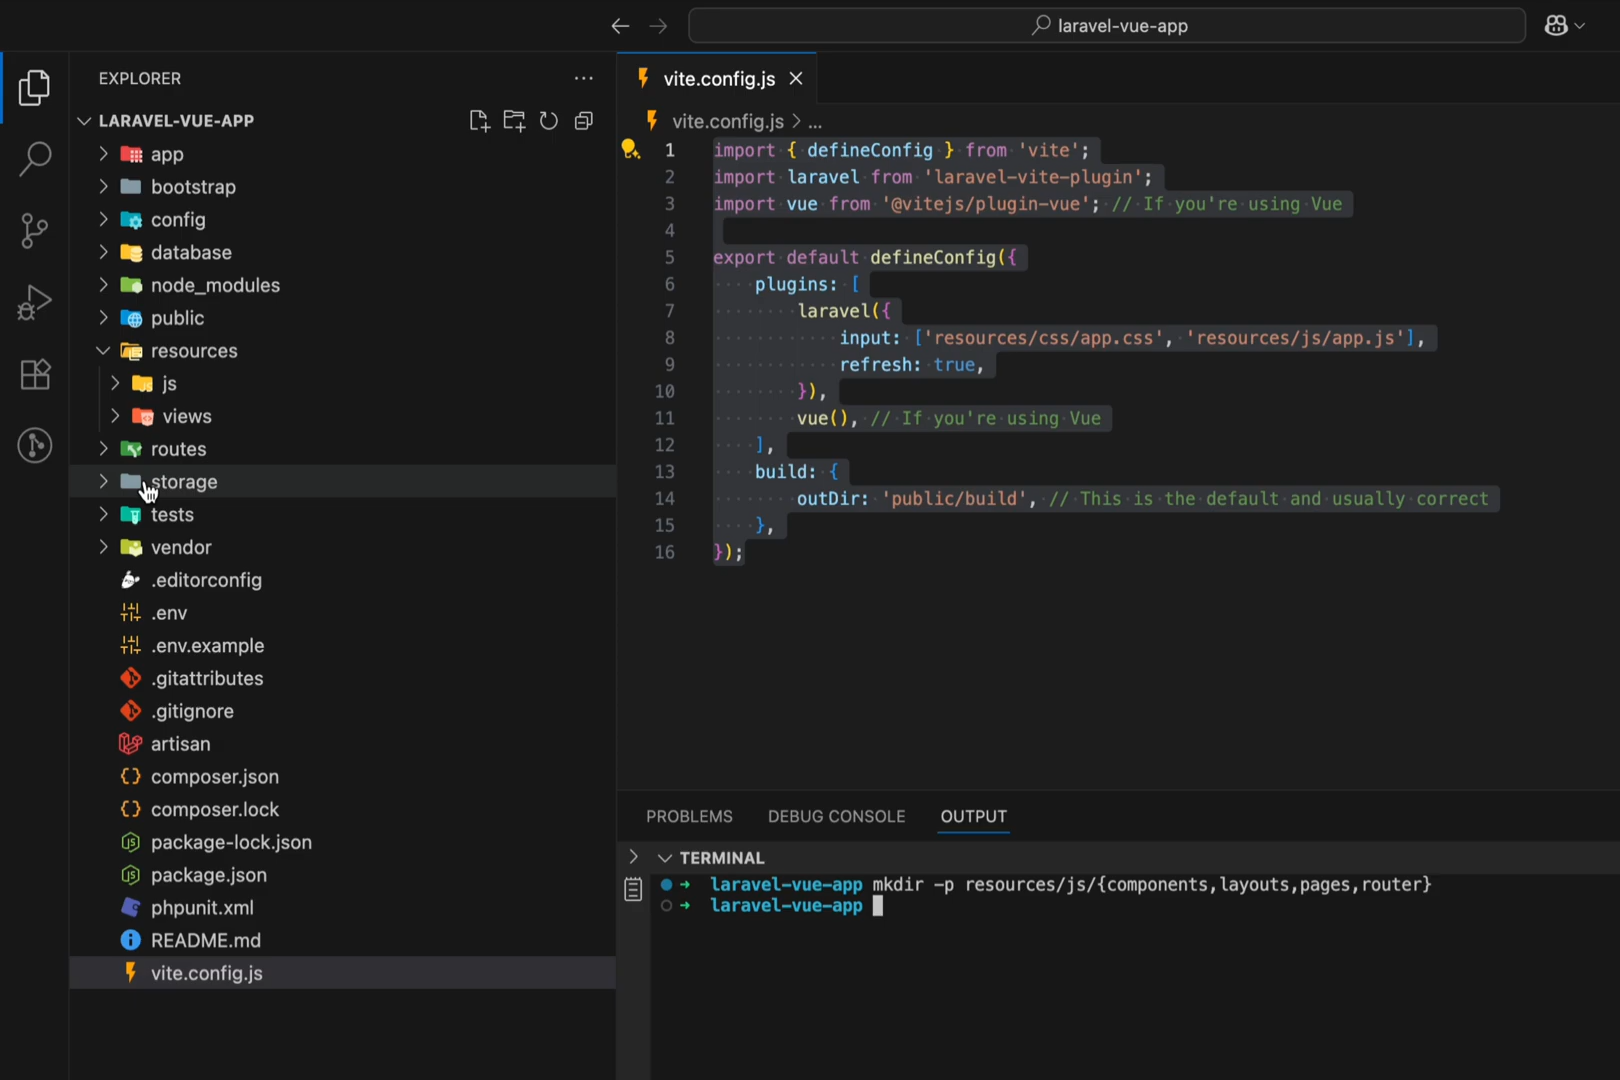 laravel-vue-app
EXPLORER
LARAVEL-VUE-APP
app
bootstrap
config
database
node_modules
public
resources
js
views
routes
storage
tests
vendor
.editorconfig
.env
.env.example
.gitattributes
.gitignore
artisan
composer.json
composer.lock
package-lock.json
package.json
phpunit.xml
README.md
vite.config.js
vite.config.js
vite.config.js > ...
1 import { defineConfig } from 'vite';
2 import laravel from 'laravel-vite-plugin';
3 import vue from '@vitejs/plugin-vue'; // If you're using Vue
4
5 export default defineConfig({
6     plugins: [
7         laravel({
8             input: ['resources/css/app.css', 'resources/js/app.js'],
9             refresh: true,
10         }),
11         vue(), // If you're using Vue
12     ],
13     build: {
14         outDir: 'public/build', // This is the default and usually correct
15     },
16 });
PROBLEMS DEBUG CONSOLE OUTPUT
TERMINAL
laravel-vue-app mkdir -p resources/js/{components,layouts,pages,router}
laravel-vue-app